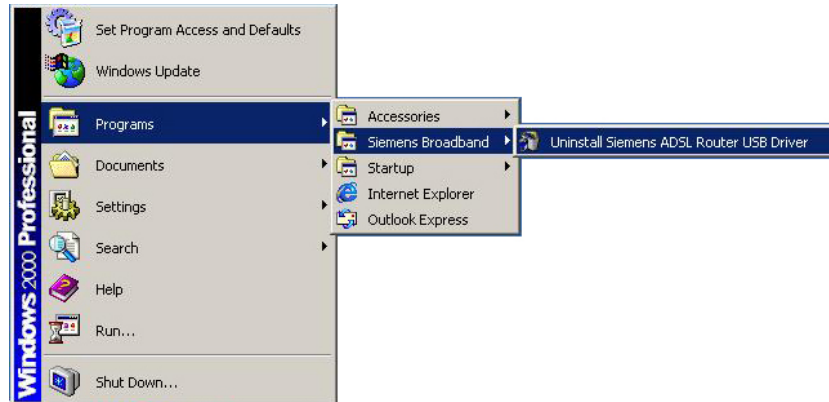 Windows 2000 Professional
Set Program Access and Defaults
Windows Update
Programs
Documents
Settings
Search
Help
Run...
Shut Down...
Accessories
Siemens Broadband
Startup
Internet Explorer
Outlook Express
Uninstall Siemens ADSL Router USB Driver